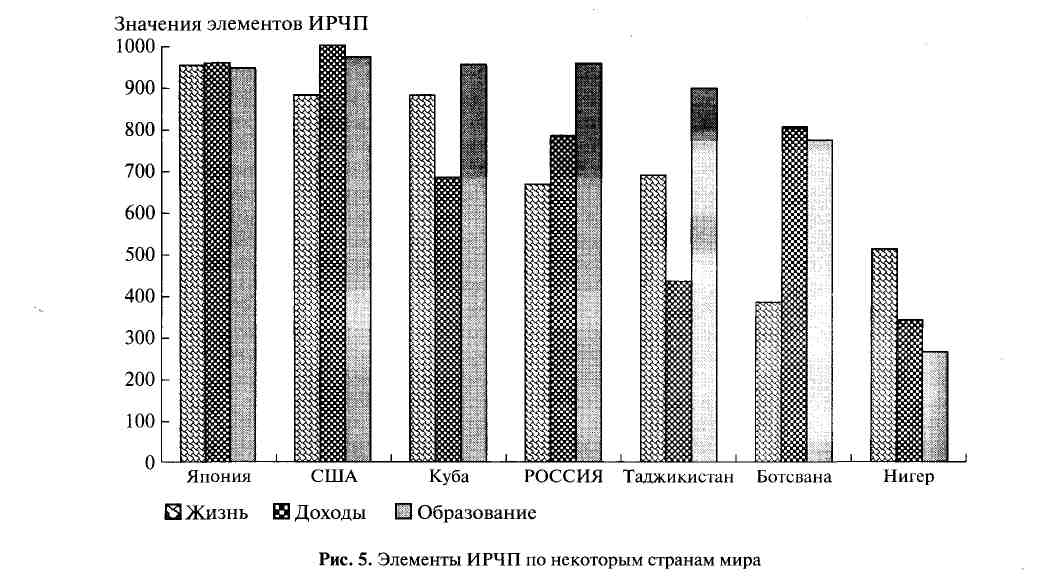 Значения элементов ИРЧП
1000
900
800
700
600
500
400
300
200
100
0
Япония США Куба РОССИЯ Таджикистан Ботсвана Нигер
Жизнь Доходы Образование
Рис. 5. Элементы ИРЧП по некоторым странам мира